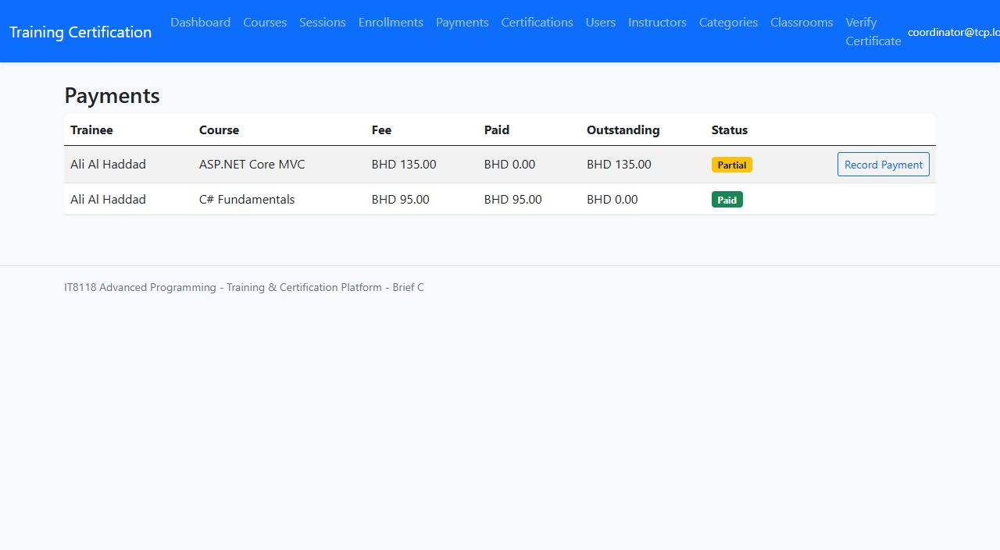 Training Certification Dashboard Courses Sessions Enrollments Payments Certifications Users Instructors Categories Classrooms Verify Certificate coordinator@tcp.lo
Payments
Trainee Course Fee Paid Outstanding Status
Ali Al Haddad ASP.NET Core MVC BHD 135.00 BHD 0.00 BHD 135.00 Partial Record Payment
Ali Al Haddad C# Fundamentals BHD 95.00 BHD 95.00 BHD 0.00 Paid
IT8118 Advanced Programming - Training & Certification Platform - Brief C